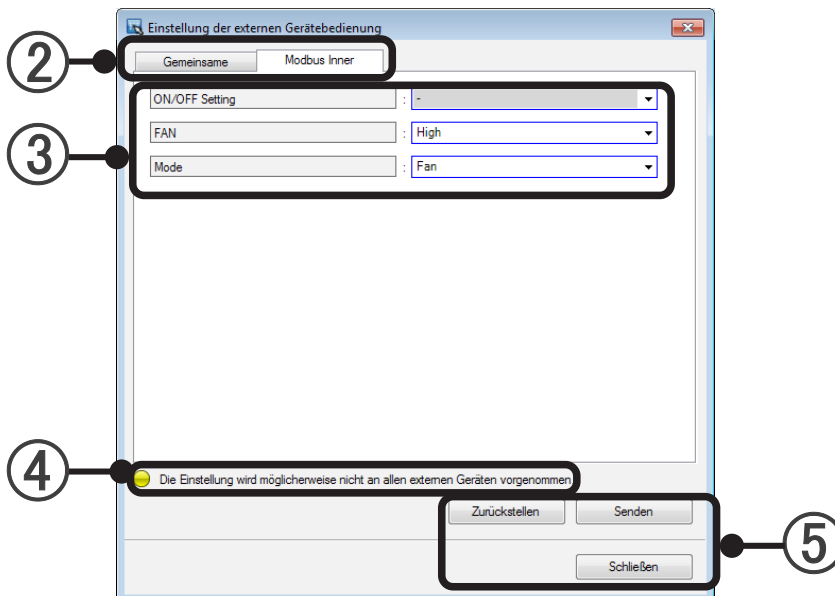 Einstellung der externen Gerätebedienung
2
Gemeinsame Modbus Inner
ON/OFF Setting : -
3
FAN : High
Mode : Fan
4
Die Einstellung wird möglicherweise nicht an allen externen Geräten vorgenommen
Zurückstellen Senden
5
Schließen